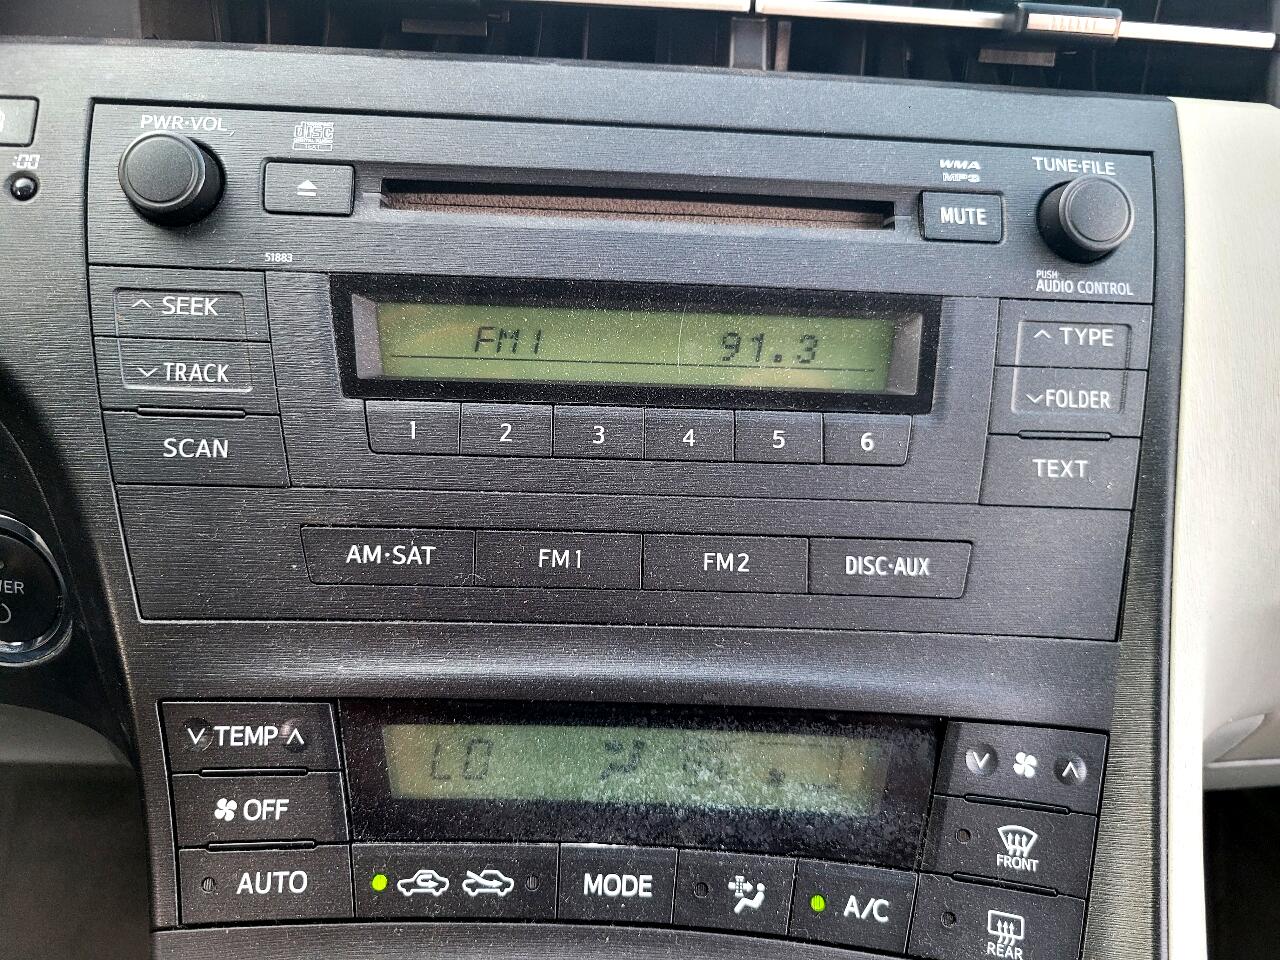 PWR·VOL
disc
WMA
MP3
TUNE·FILE
:00
MUTE
51883
PUSH
AUDIO CONTROL
SEEK
FM1 91.3
TYPE
TRACK
FOLDER
1 2 3 4 5 6
SCAN
TEXT
AM·SAT FM1 FM2 DISC·AUX
TEMP
LO
OFF
FRONT
AUTO
MODE
A/C
REAR